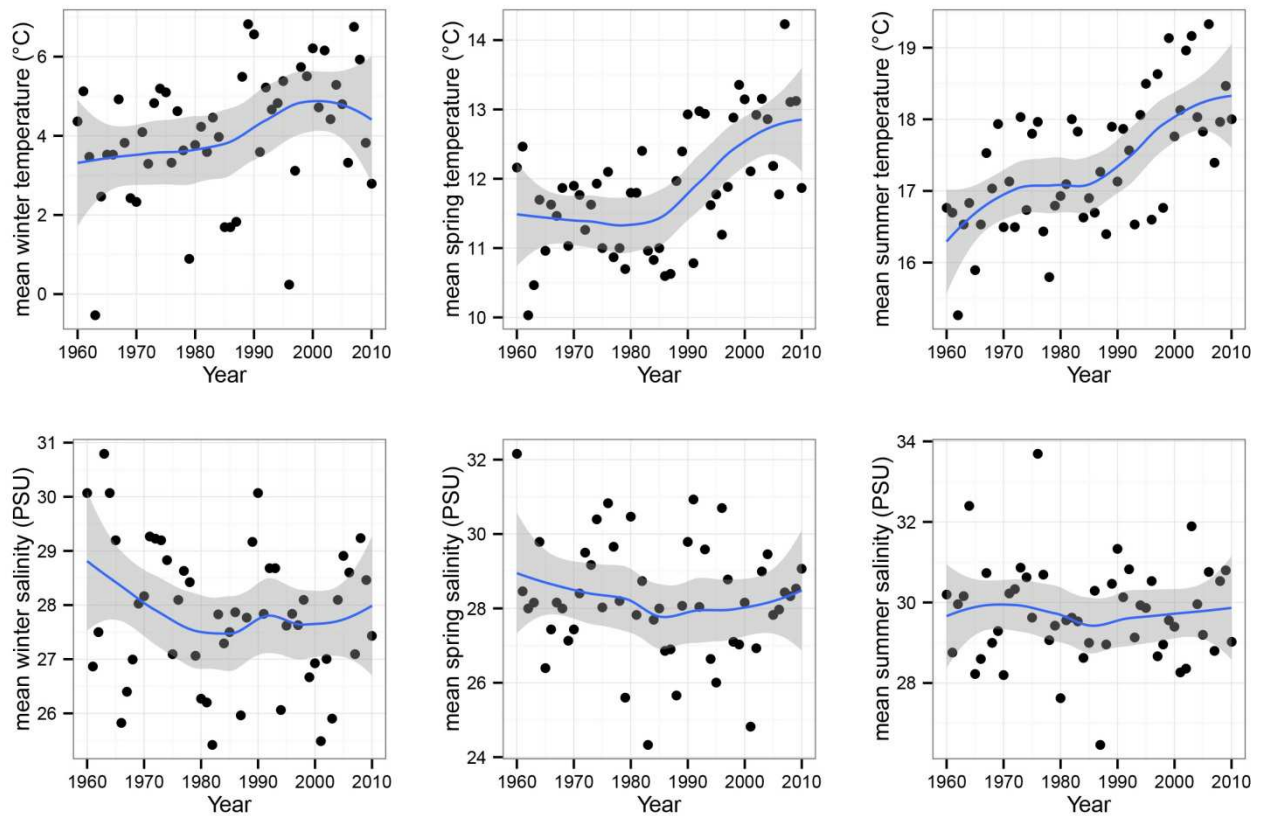 mean winter temperature (°C)
6
4
2
0
1960 1970 1980 1990 2000 2010
Year
mean spring temperature (°C)
14
13
12
11
10
1960 1970 1980 1990 2000 2010
Year
mean summer temperature (°C)
19
18
17
16
1960 1970 1980 1990 2000 2010
Year
mean winter salinity (PSU)
31
30
29
28
27
26
1960 1970 1980 1990 2000 2010
Year
mean spring salinity (PSU)
32
30
28
26
24
1960 1970 1980 1990 2000 2010
Year
mean summer salinity (PSU)
34
32
30
28
1960 1970 1980 1990 2000 2010
Year